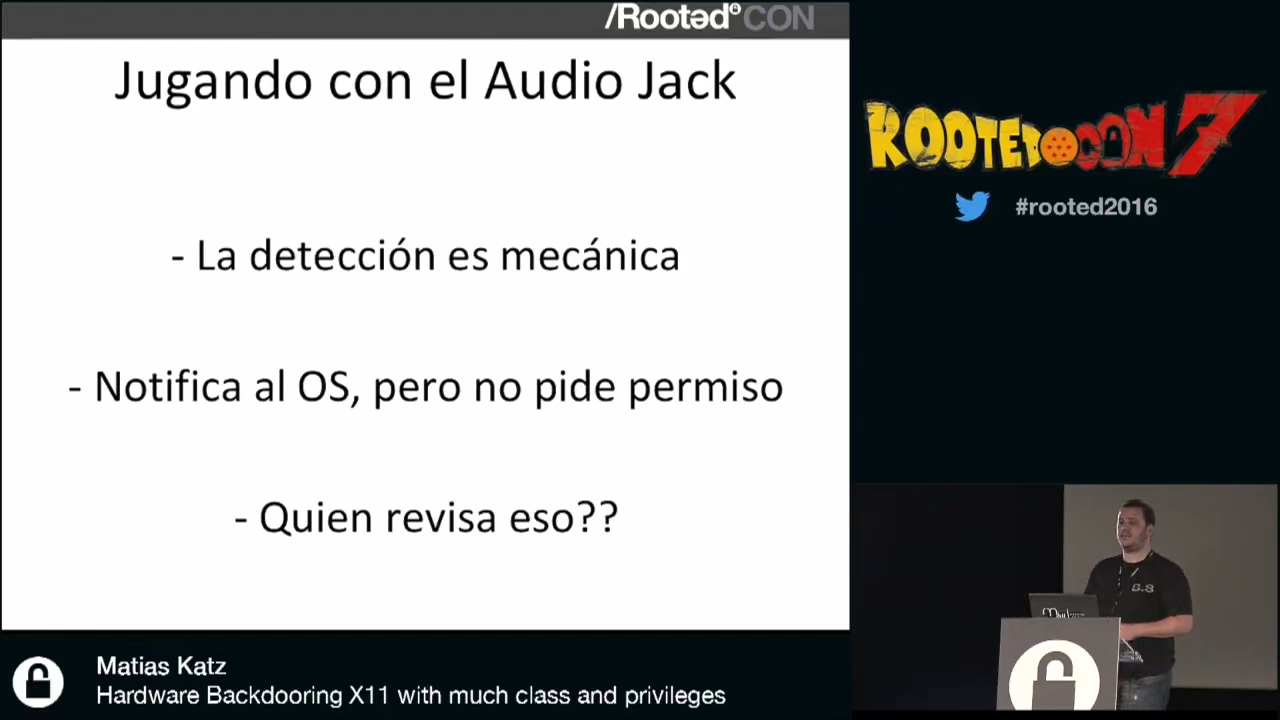 /Rooted CON
Jugando con el Audio Jack
- La detección es mecánica
- Notifica al OS, pero no pide permiso
- Quien revisa eso??
ROOTEDCON 7
#rooted2016
Matias Katz
Hardware Backdooring X11 with much class and privileges